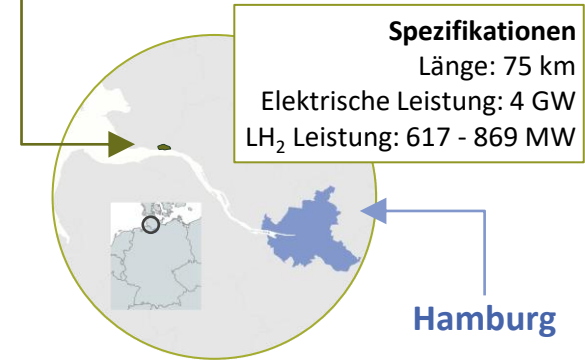 Spezifikationen
Länge: 75 km
Elektrische Leistung: 4 GW
LH₂ Leistung: 617 - 869 MW
Hamburg